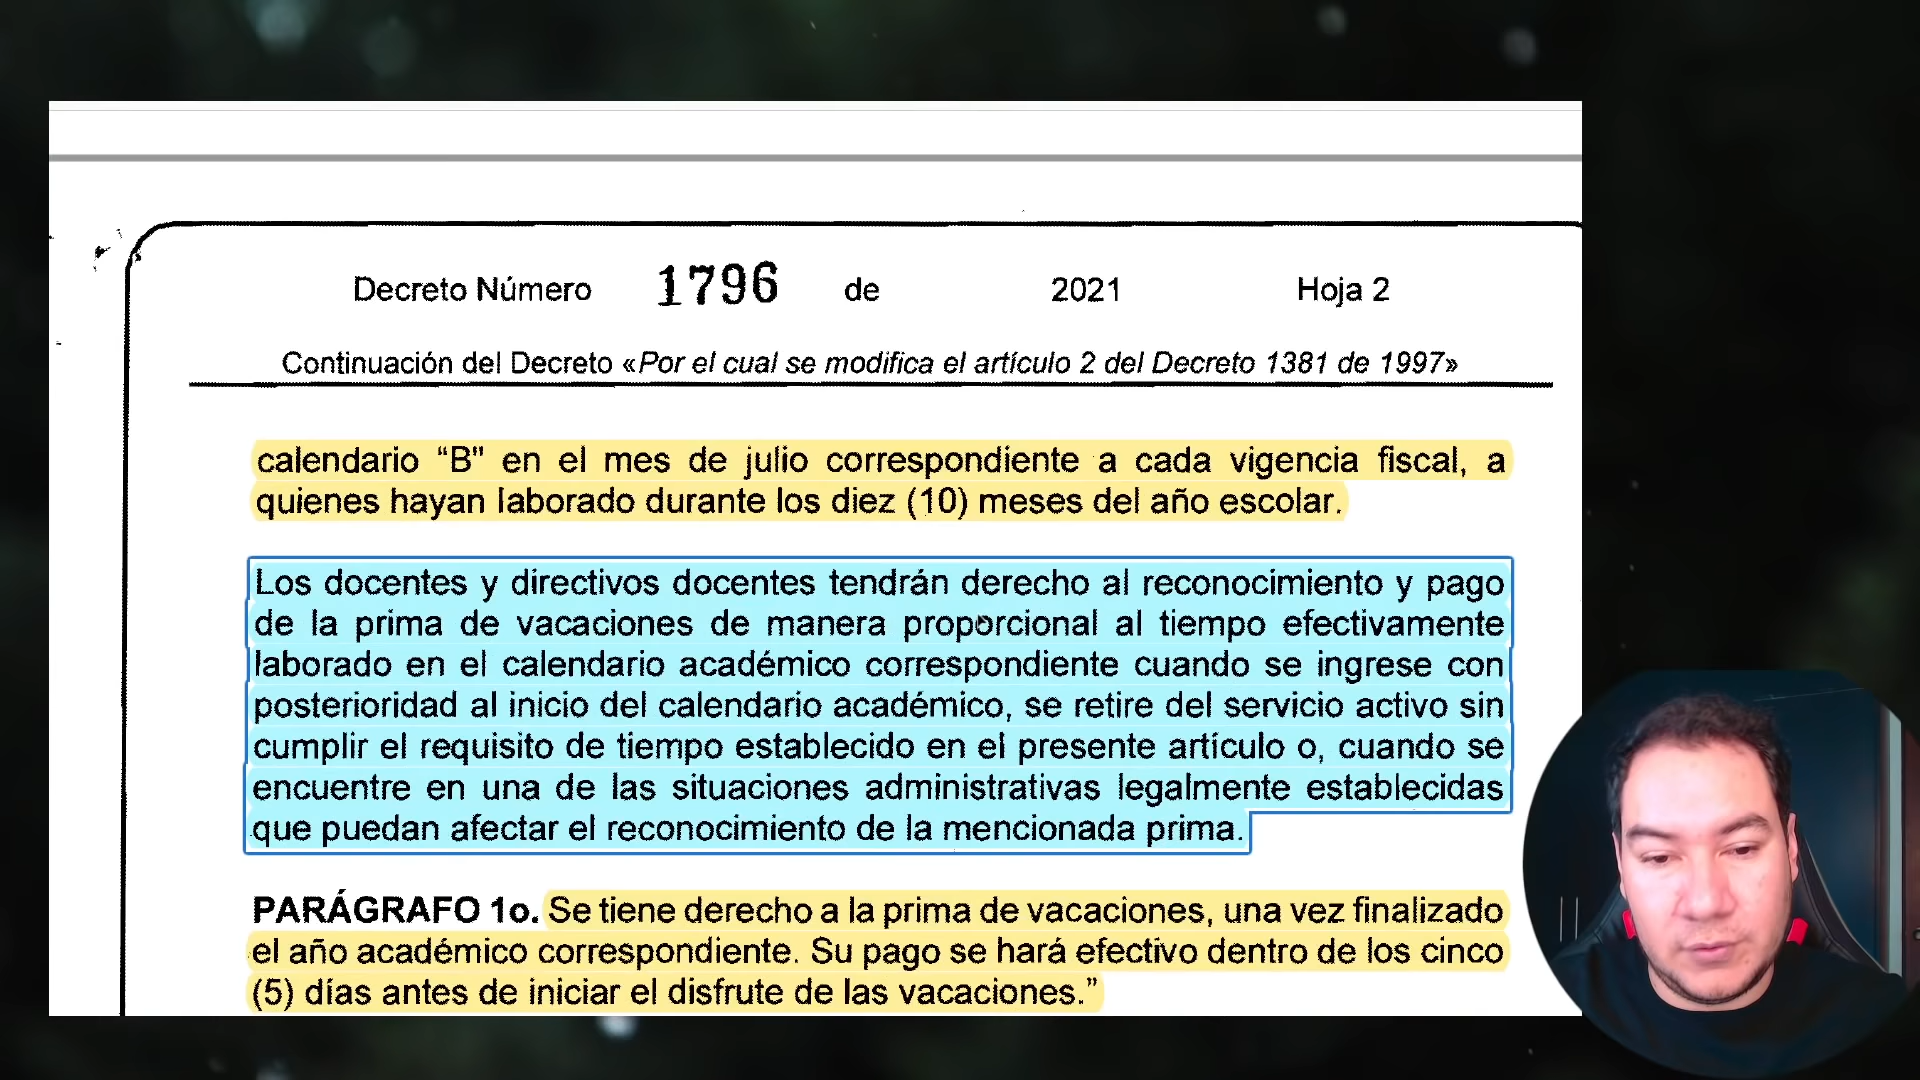 Decreto Número 1796 de 2021 Hoja 2
Continuación del Decreto «Por el cual se modifica el artículo 2 del Decreto 1381 de 1997»
calendario “B" en el mes de julio correspondiente a cada vigencia fiscal, a
quienes hayan laborado durante los diez (10) meses del año escolar.
Los docentes y directivos docentes tendrán derecho al reconocimiento y pago
de la prima de vacaciones de manera proporcional al tiempo efectivamente
laborado en el calendario académico correspondiente cuando se ingrese con
posterioridad al inicio del calendario académico, se retire del servicio activo sin
cumplir el requisito de tiempo establecido en el presente artículo o, cuando se
encuentre en una de las situaciones administrativas legalmente establecidas
que puedan afectar el reconocimiento de la mencionada prima.
PARÁGRAFO 1o. Se tiene derecho a la prima de vacaciones, una vez finalizado
el año académico correspondiente. Su pago se hará efectivo dentro de los cinco
(5) días antes de iniciar el disfrute de las vacaciones.”